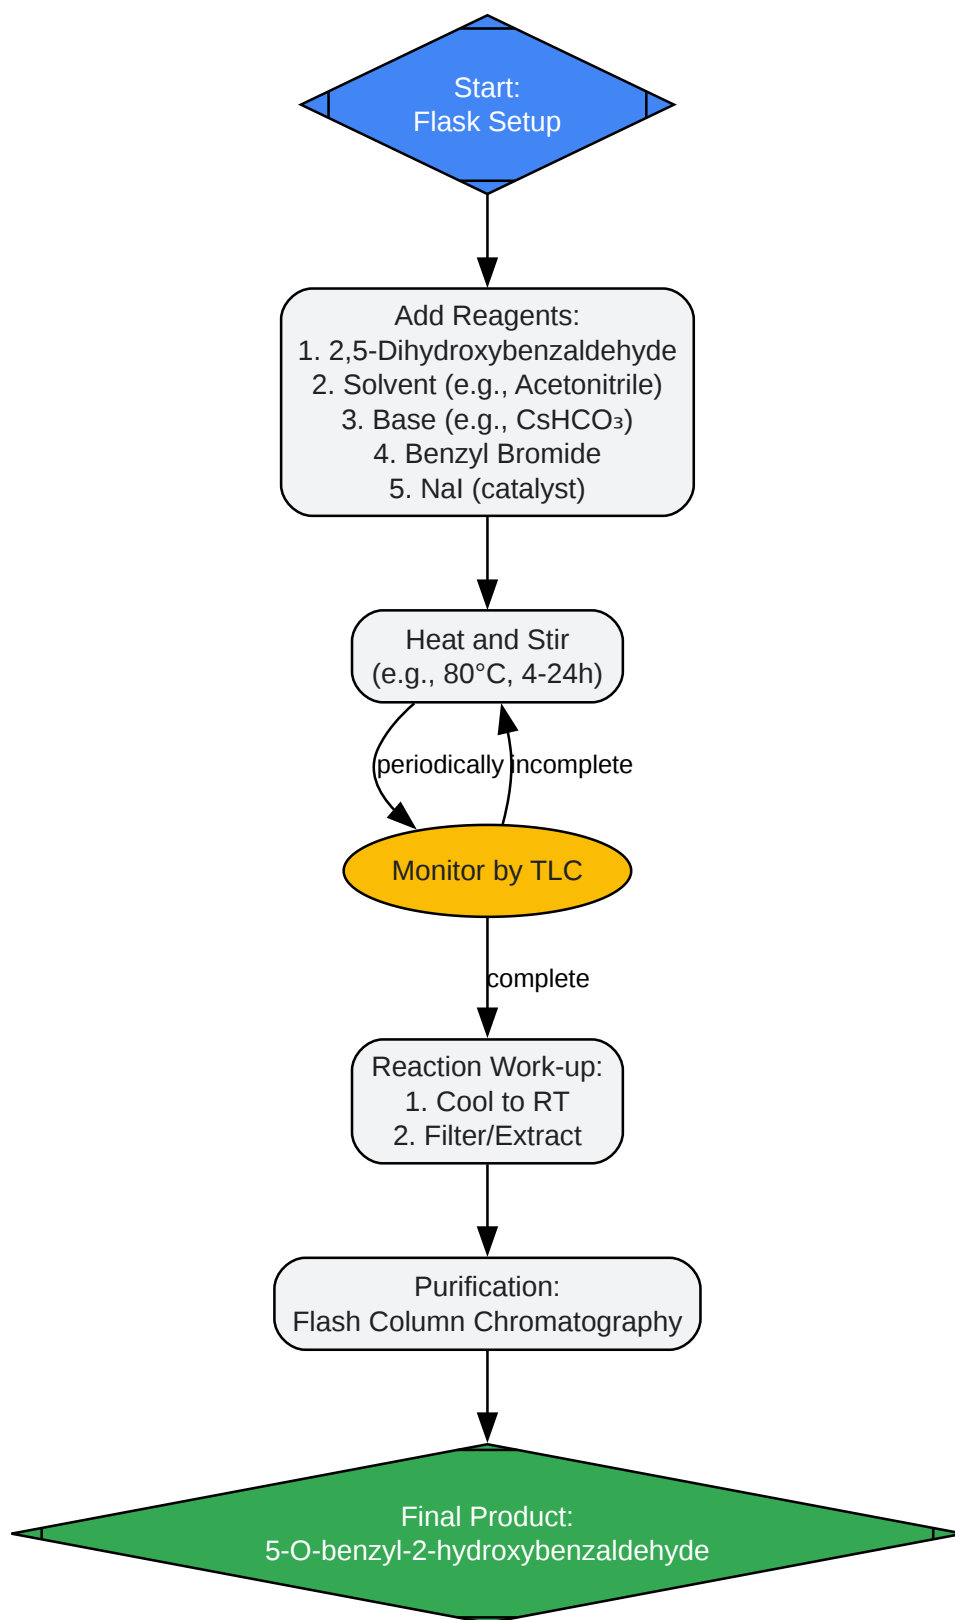 Start:
Flask Setup
Add Reagents:
1. 2,5-Dihydroxybenzaldehyde
2. Solvent (e.g., Acetonitrile)
3. Base (e.g., CsHCO₃)
4. Benzyl Bromide
5. NaI (catalyst)
Heat and Stir
(e.g., 80°C, 4-24h)
periodically
incomplete
Monitor by TLC
complete
Reaction Work-up:
1. Cool to RT
2. Filter/Extract
Purification:
Flash Column Chromatography
Final Product:
5-O-benzyl-2-hydroxybenzaldehyde